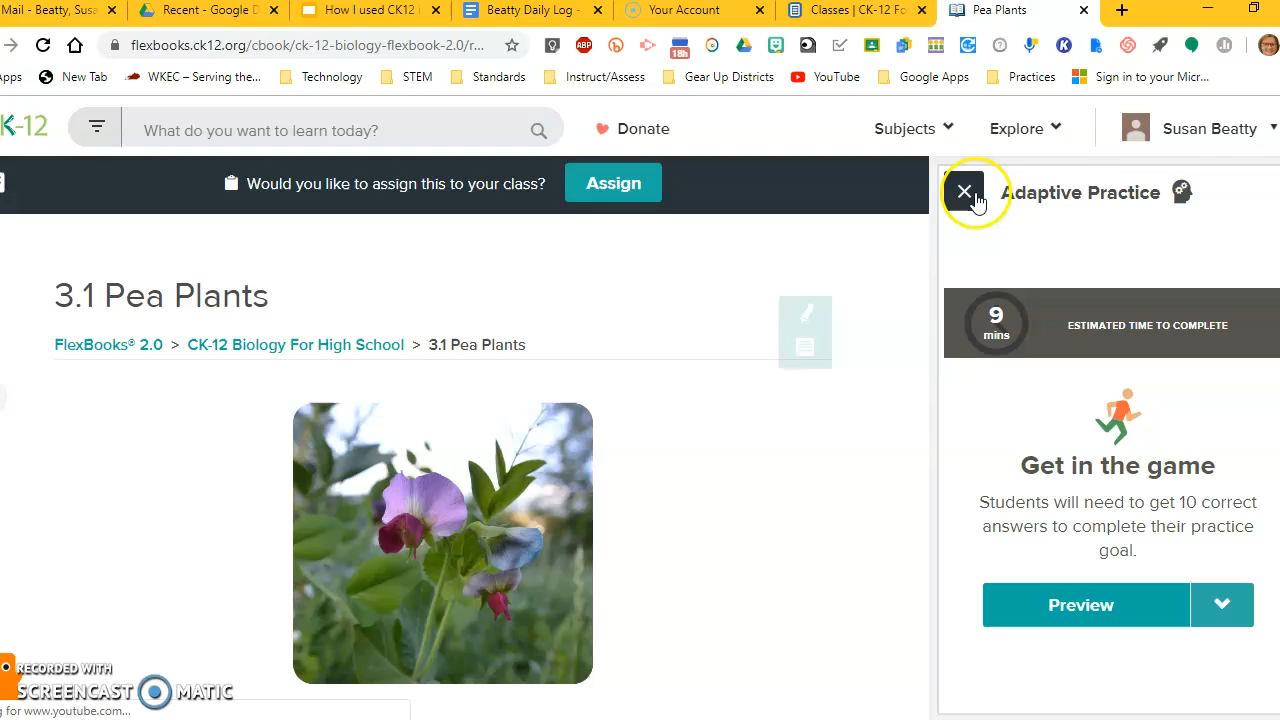 Mail - Beatty, Susa
Recent - Google D
How I used CK12 i
Beatty Daily Log -
Your Account
Classes | CK-12 Fo
Pea Plants
flexbooks.ck12.org/cbook/ck-12-biology-flexbook-2.0/r...
ABP
18h
Apps
New Tab
WKEC – Serving the...
Technology
STEM
Standards
Instruct/Assess
Gear Up Districts
YouTube
Google Apps
Practices
Sign in to your Micr...
CK-12
What do you want to learn today?
Donate
Subjects
Explore
Susan Beatty
Would you like to assign this to your class?
Assign
Adaptive Practice
3.1 Pea Plants
FlexBooks® 2.0 > CK-12 Biology For High School > 3.1 Pea Plants
9
mins
ESTIMATED TIME TO COMPLETE
Get in the game
Students will need to get 10 correct
answers to complete their practice
goal.
Preview
RECORDED WITH
SCREENCAST MATIC
g for www.youtube.com...